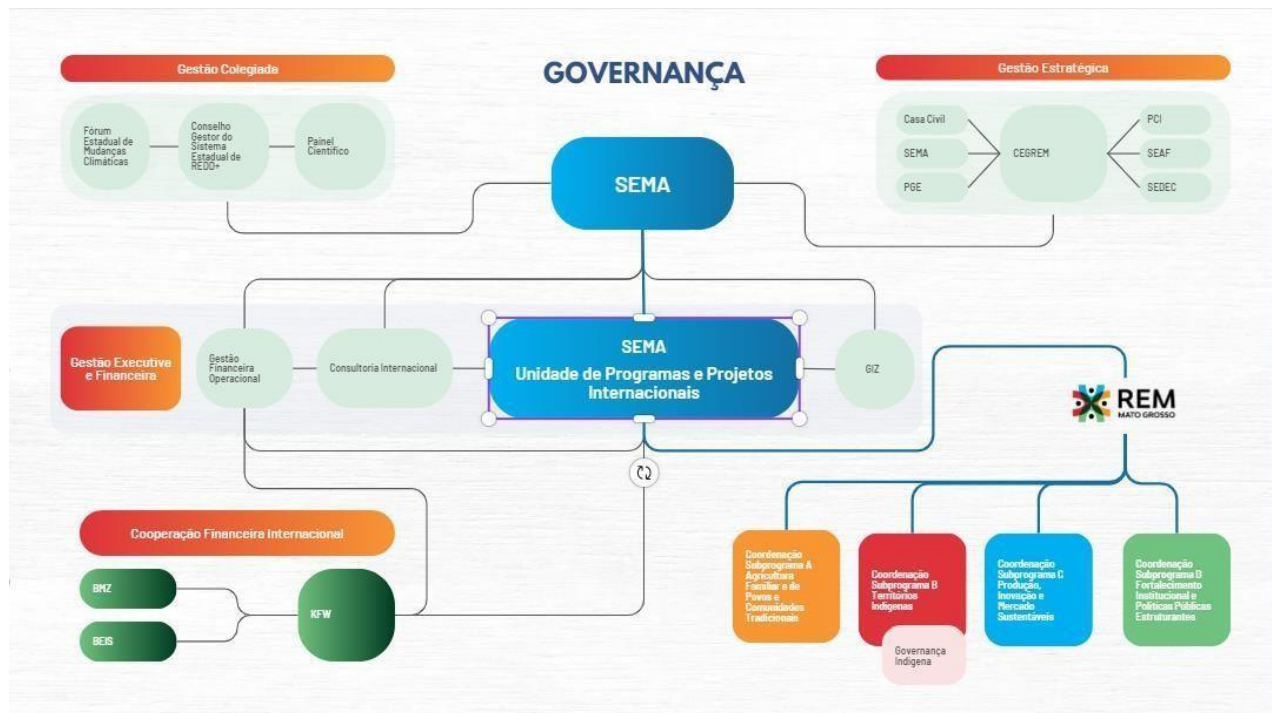 GOVERNANÇA
Gestão Colegiada
Fórum
Estadual de
Mudanças
Climáticas
Conselho
Gestor do
Sistema
Estadual de
REDD+
Painel
Científico
Gestão Estratégica
Casa Civil
SEMA
PGE
CEGREM
PCI
SEAF
SEDEC
SEMA
Gestão Executiva
e Financeira
Gestão
Financeira
Operacional
Consultoria Internacional
SEMA
Unidade de Programas e Projetos
Internacionais
GIZ
REM
MATO GROSSO
Cooperação Financeira Internacional
BMZ
BEIS
KFW
Coordenação
Subprograma A
Agricultura
Familiar e de
Povos e
Comunidades
Tradicionais
Coordenação
Subprograma B
Territórios
Indígenas
Governança
Indígena
Coordenação
Subprograma C
Produção,
Inovação e
Mercado
Sustentáveis
Coordenação
Subprograma D
Fortalecimento
Institucional e
Políticas Públicas
Estruturantes